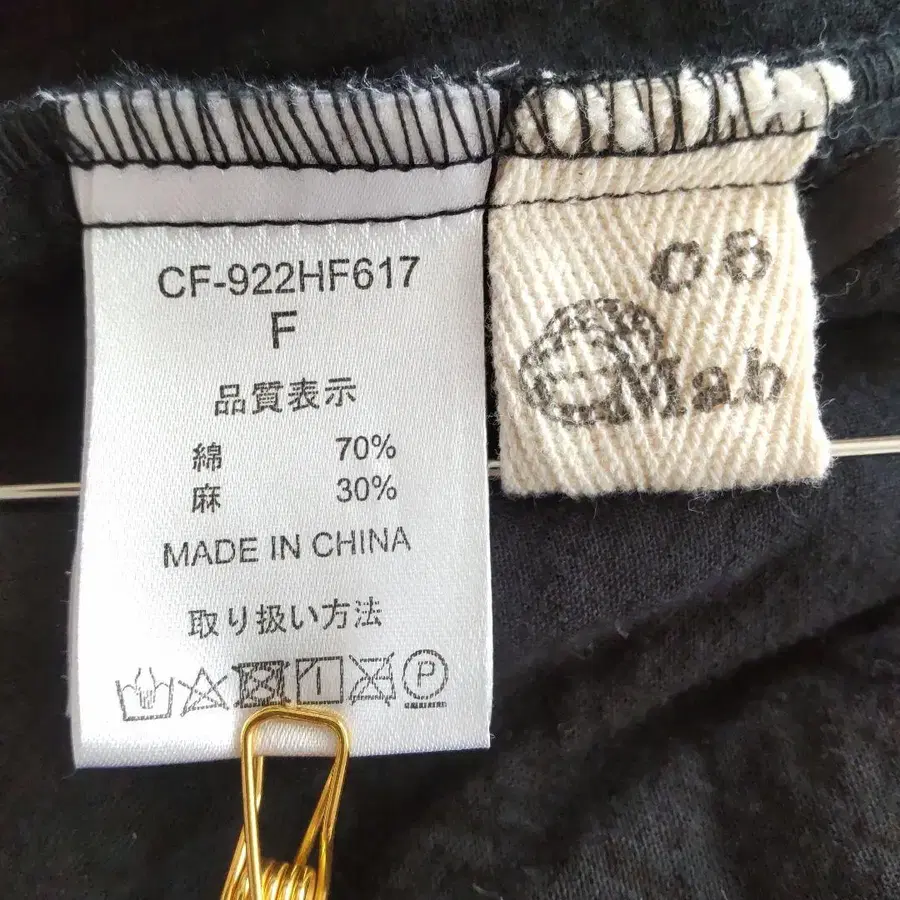 CF-922HF617
F
品質表示
綿 70%
麻 30%
MADE IN CHINA
取り扱い方法
P
C8
Mab